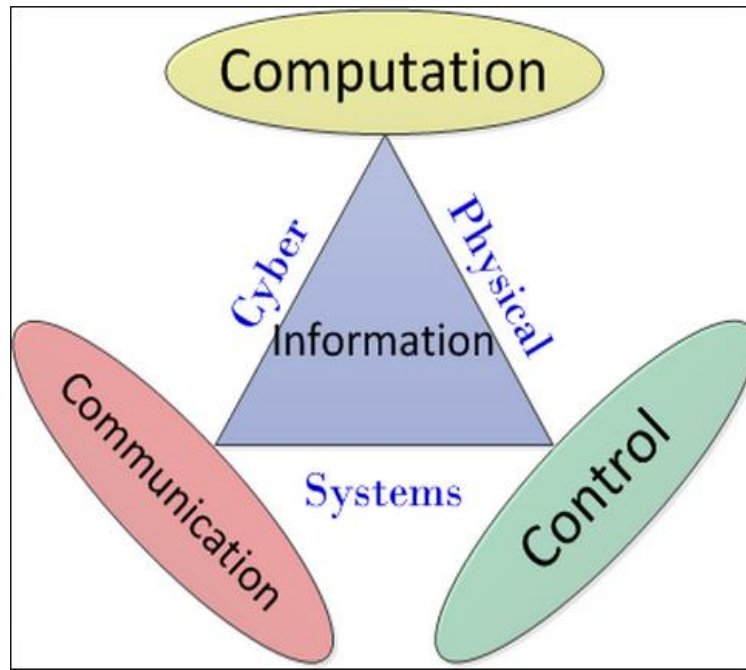 Computation
Cyber
Physical
Information
Communication
Systems
Control